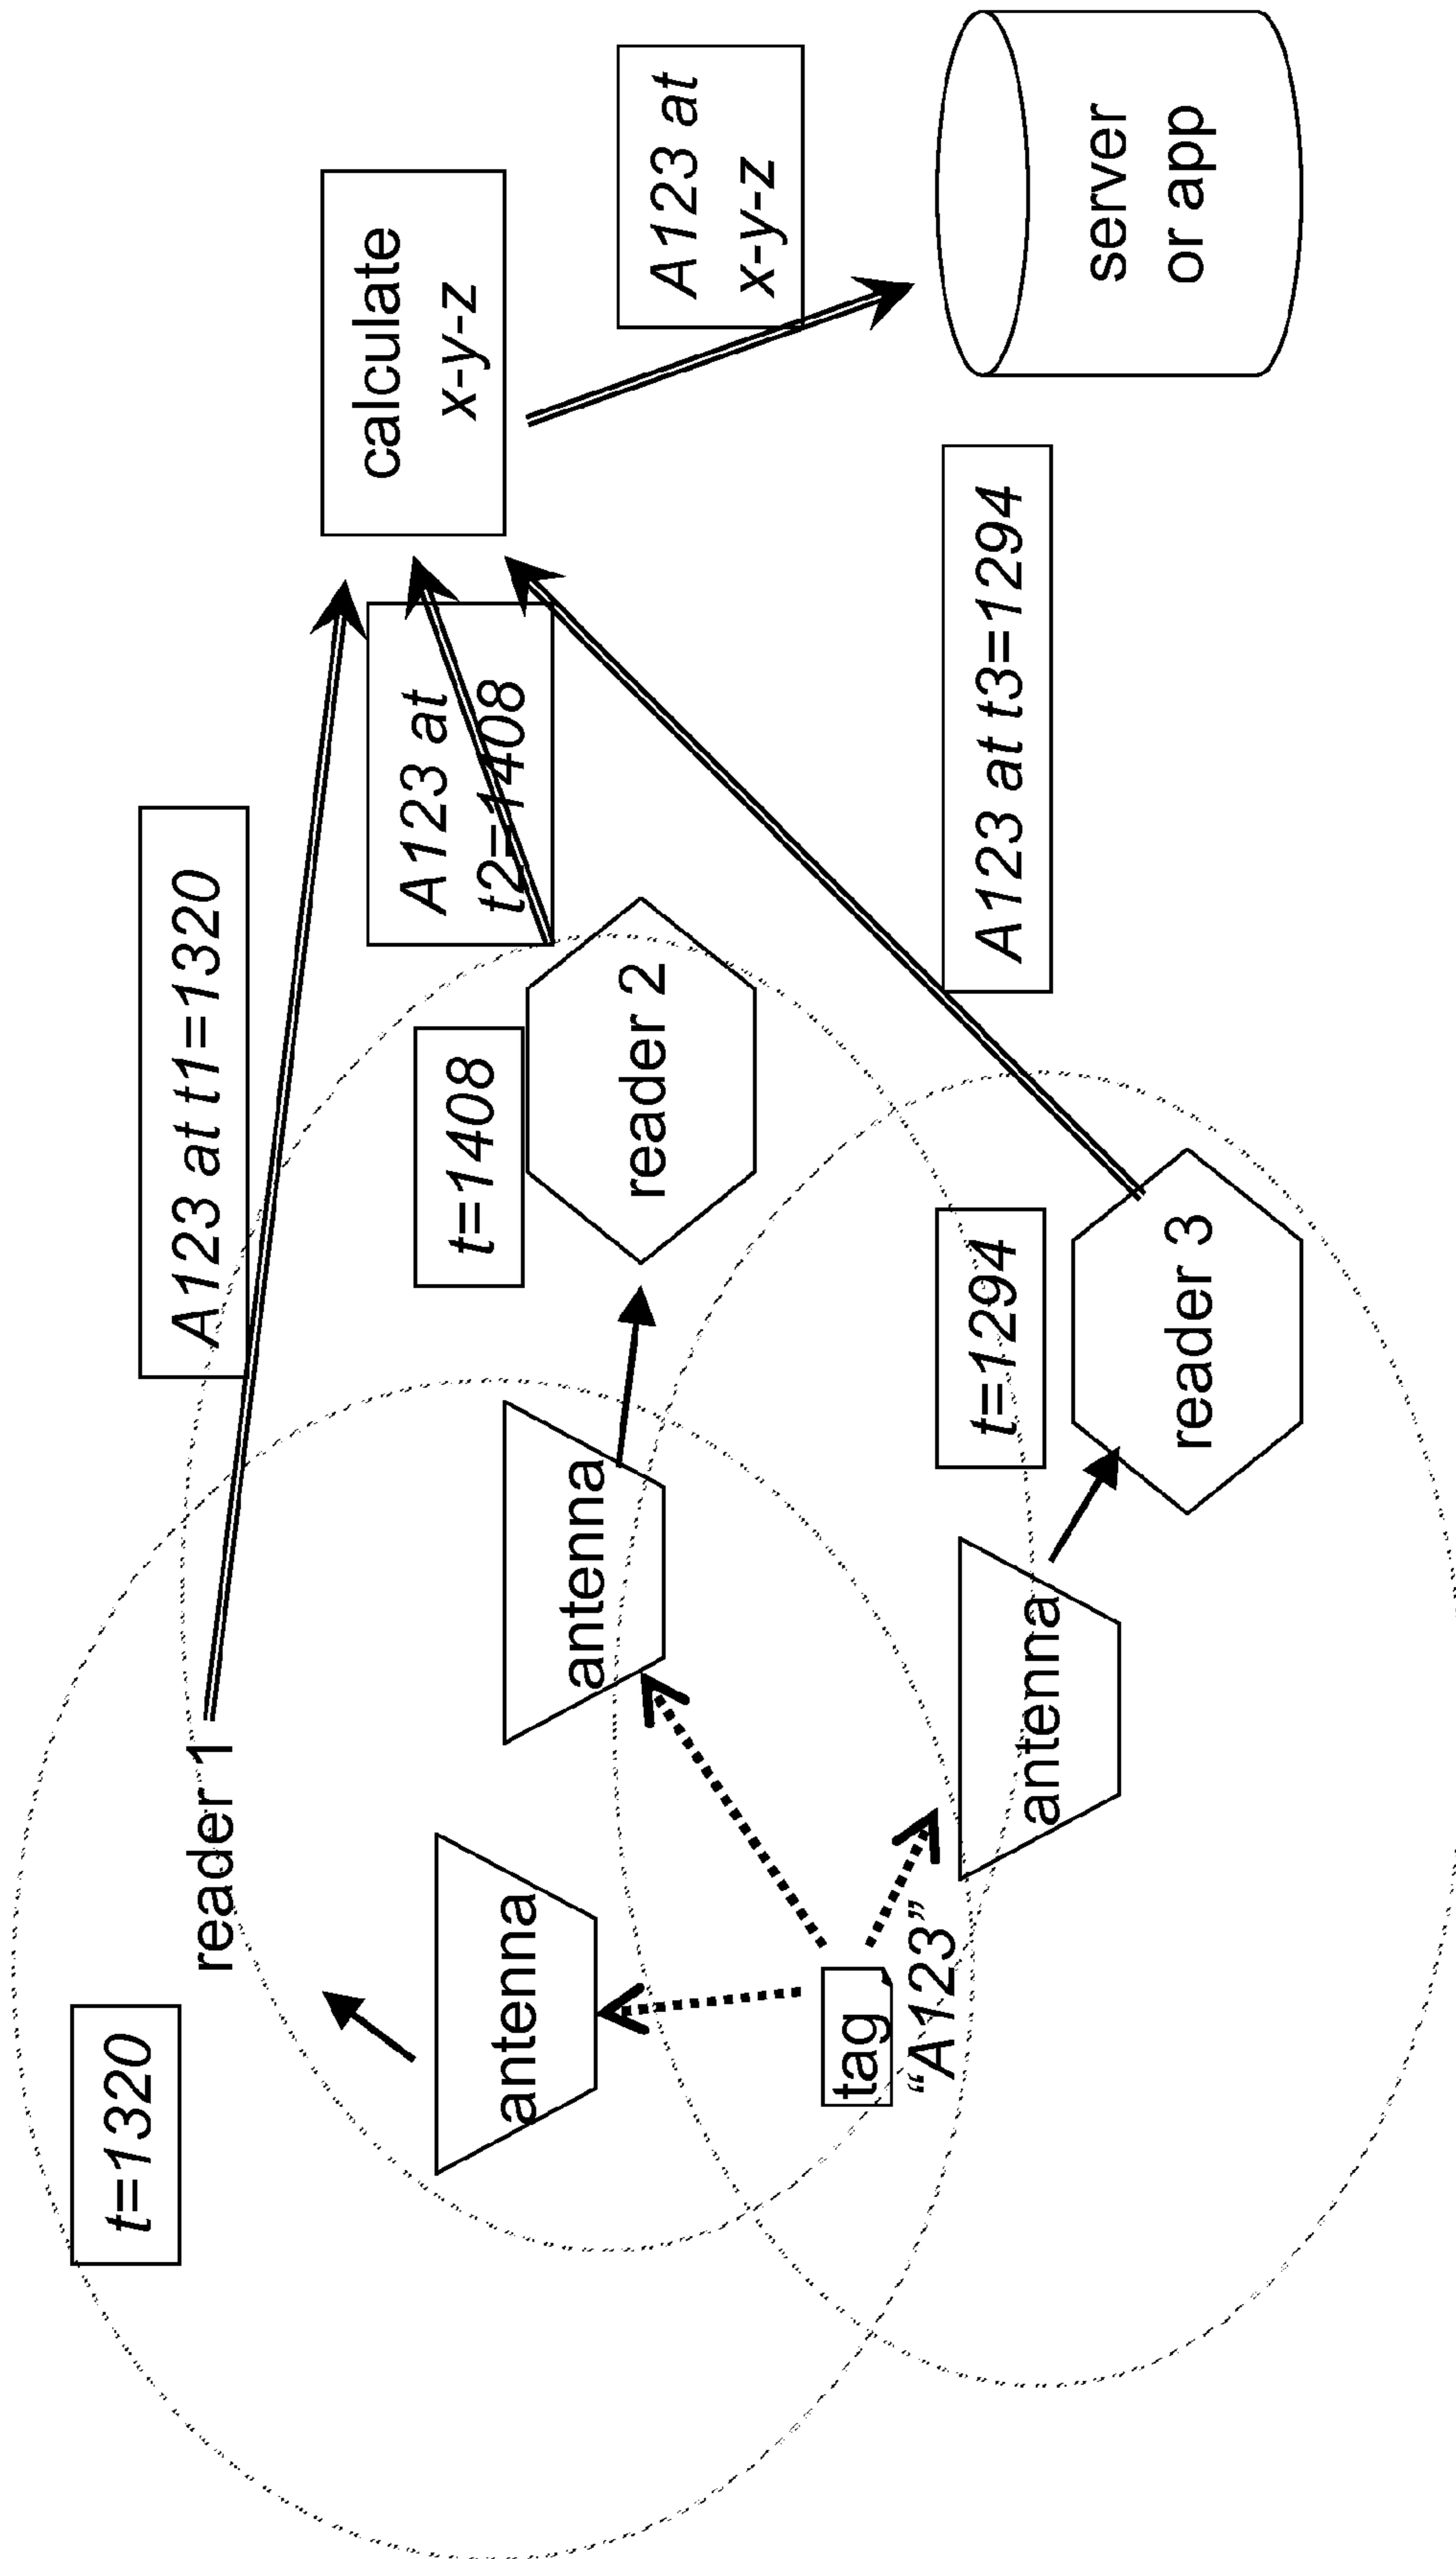 t=1320
reader 1
A123 at t1=1320
calculate
x-y-z
antenna
antenna
t=1408
reader 2
A123 at
t2=1408
A123 at
x-y-z
tag
“A123”
antenna
t=1294
reader 3
A123 at t3=1294
server
or app